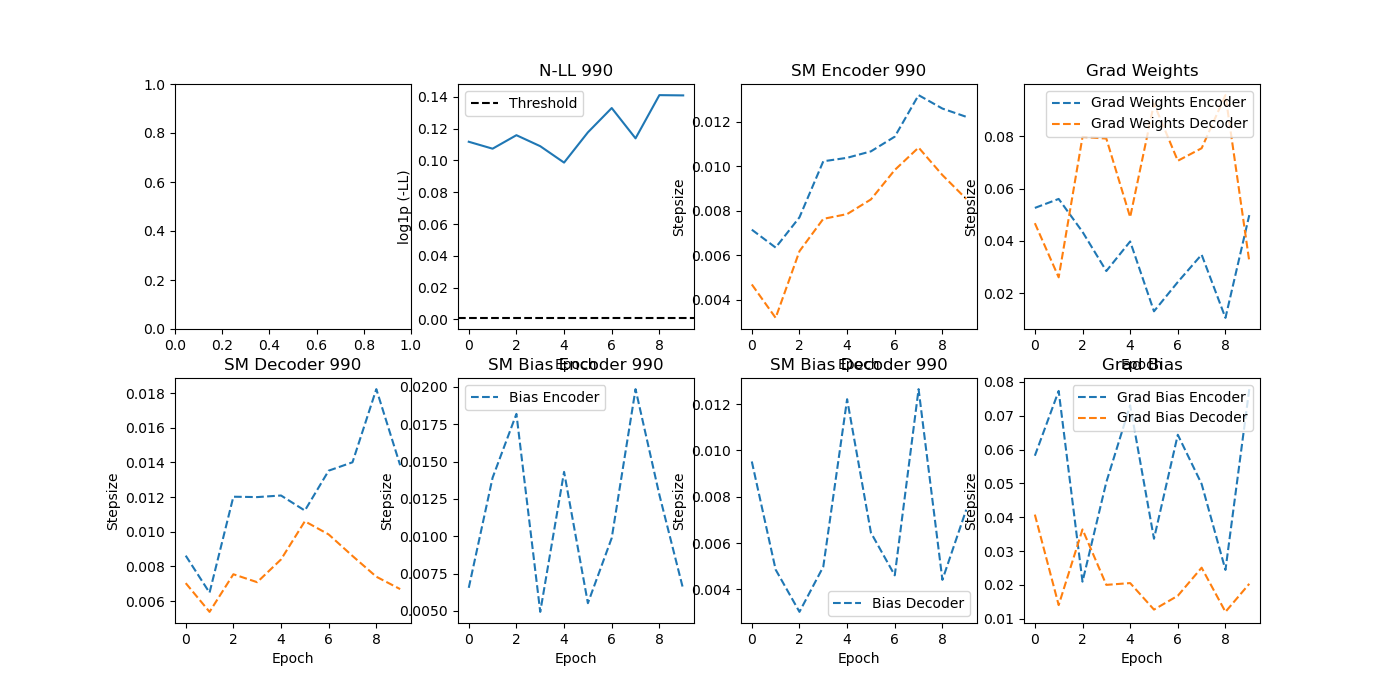 N-LL 990
SM Encoder 990
Grad Weights
1.0
0.8
0.6
0.4
0.2
0.0
0.0 0.2 0.4 0.6 0.8 1.0
log1p (-LL)
0.14
0.12
0.10
0.08
0.06
0.04
0.02
0.00
Threshold
0 2 4 6 8
Epoch
Stepsize
0.012
0.010
0.008
0.006
0.004
0 2 4 6 8
Epoch
Stepsize
0.08
0.06
0.04
0.02
Grad Weights Encoder
Grad Weights Decoder
0 2 4 6 8
Epoch
SM Decoder 990
SM Bias Encoder 990
SM Bias Decoder 990
Grad Bias
Stepsize
0.018
0.016
0.014
0.012
0.010
0.008
0.006
0 2 4 6 8
Epoch
Stepsize
0.0200
0.0175
0.0150
0.0125
0.0100
0.0075
0.0050
Bias Encoder
0 2 4 6 8
Epoch
Stepsize
0.012
0.010
0.008
0.006
0.004
Bias Decoder
0 2 4 6 8
Epoch
Stepsize
0.08
0.07
0.06
0.05
0.04
0.03
0.02
0.01
Grad Bias Encoder
Grad Bias Decoder
0 2 4 6 8
Epoch